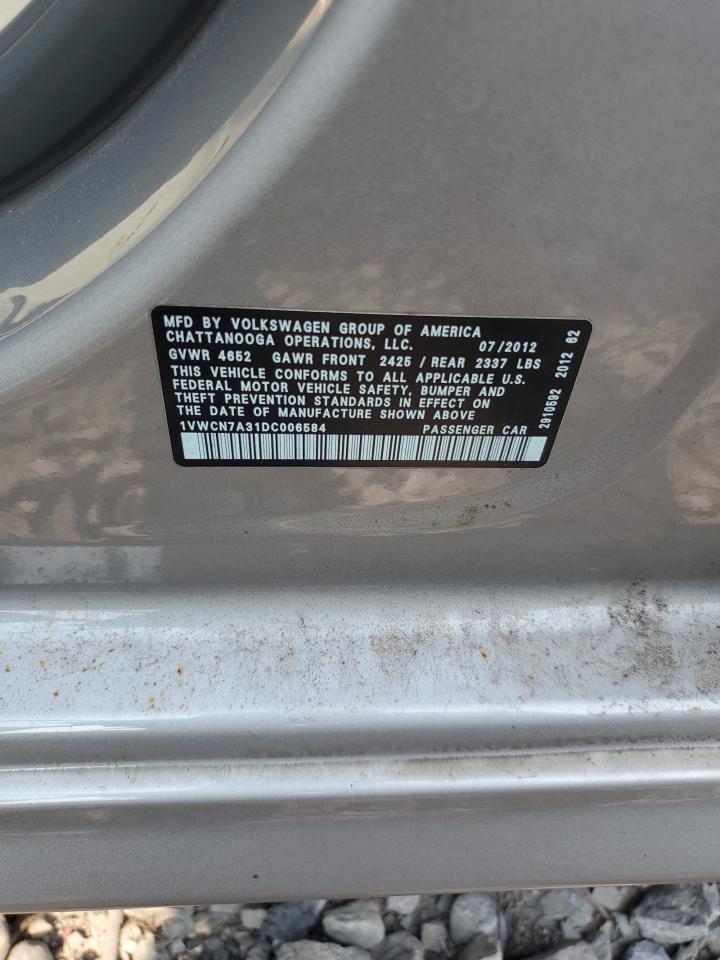 MFD BY VOLKSWAGEN GROUP OF AMERICA
CHATTANOOGA OPERATIONS, LLC. 07/2012
GVWR 4652 GAWR FRONT 2425 / REAR 2337 LBS
THIS VEHICLE CONFORMS TO ALL APPLICABLE U.S.
FEDERAL MOTOR VEHICLE SAFETY, BUMPER AND
THEFT PREVENTION STANDARDS IN EFFECT ON
THE DATE OF MANUFACTURE SHOWN ABOVE
1VWCN7A31DC006584 PASSENGER CAR
2910592 2012 62